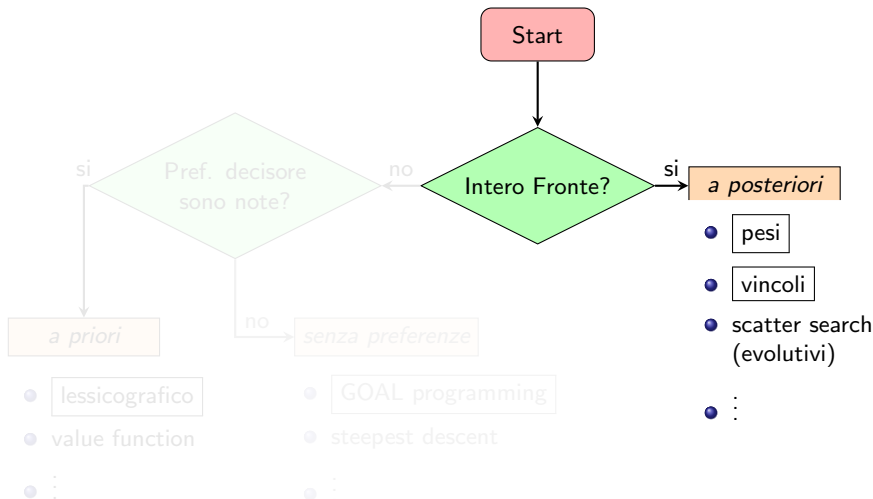 Start
Intero Fronte?
si
a posteriori
pesi
vincoli
scatter search
(evolutivi)
⋮
no
Pref. decisore
sono note?
si
a priori
lessicografico
value function
⋮
no
senza preferenze
GOAL programming
steepest descent
⋮